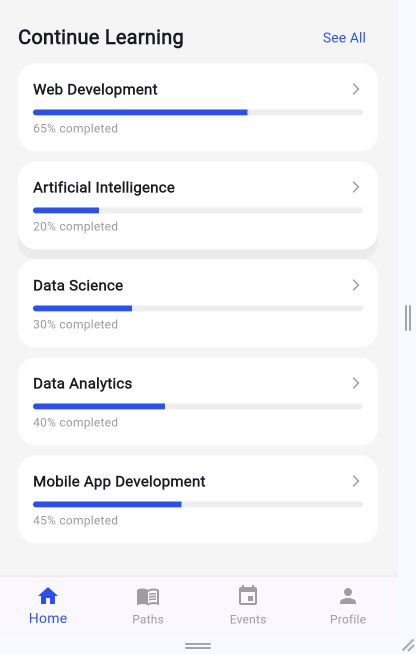 Continue Learning
See All
Web Development
65% completed
Artificial Intelligence
20% completed
Data Science
30% completed
Data Analytics
40% completed
Mobile App Development
45% completed
Home Paths Events Profile